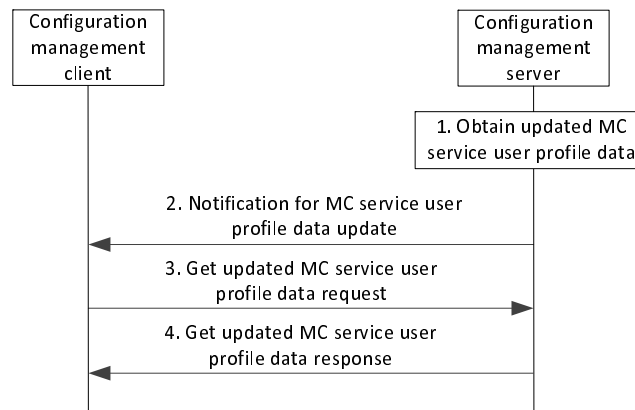 Configuration
management
client
Configuration
management
server
1. Obtain updated MC
service user profile data
2. Notification for MC service user
profile data update
3. Get updated MC service user
profile data request
4. Get updated MC service user
profile data response